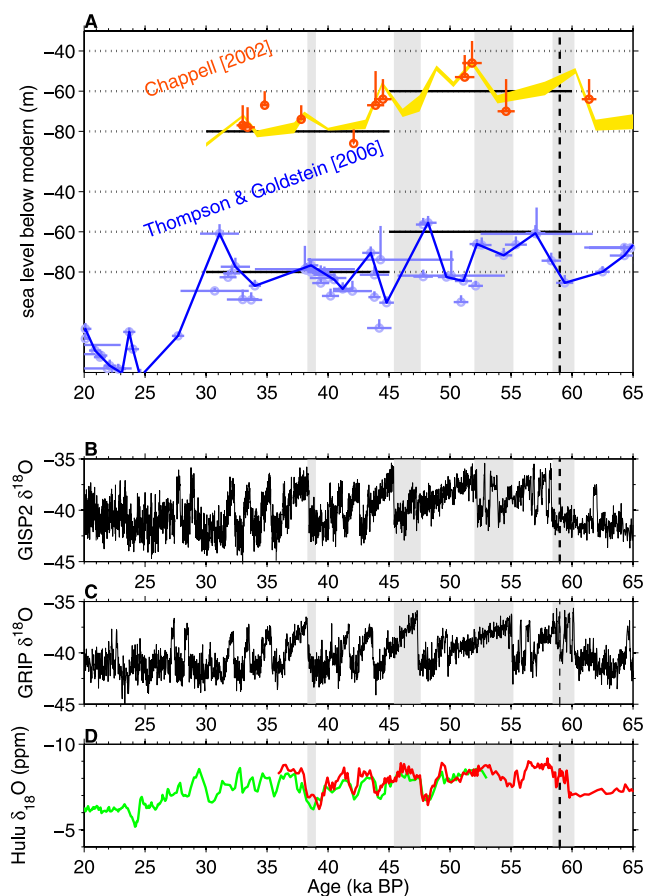 A
Chappell [2002]
−40
−60
−80
Thompson & Goldstein [2006]
−40
−60
−80
sea level below modern (m)
20 25 30 35 40 45 50 55 60 65
B
−35
−40
−45
GISP2 δ18O
20 25 30 35 40 45 50 55 60 65
C
−35
−40
−45
GRIP δ18O
20 25 30 35 40 45 50 55 60 65
D
−10
−5
Hulu δ18O (ppm)
20 25 30 35 40 45 50 55 60 65
Age (ka BP)